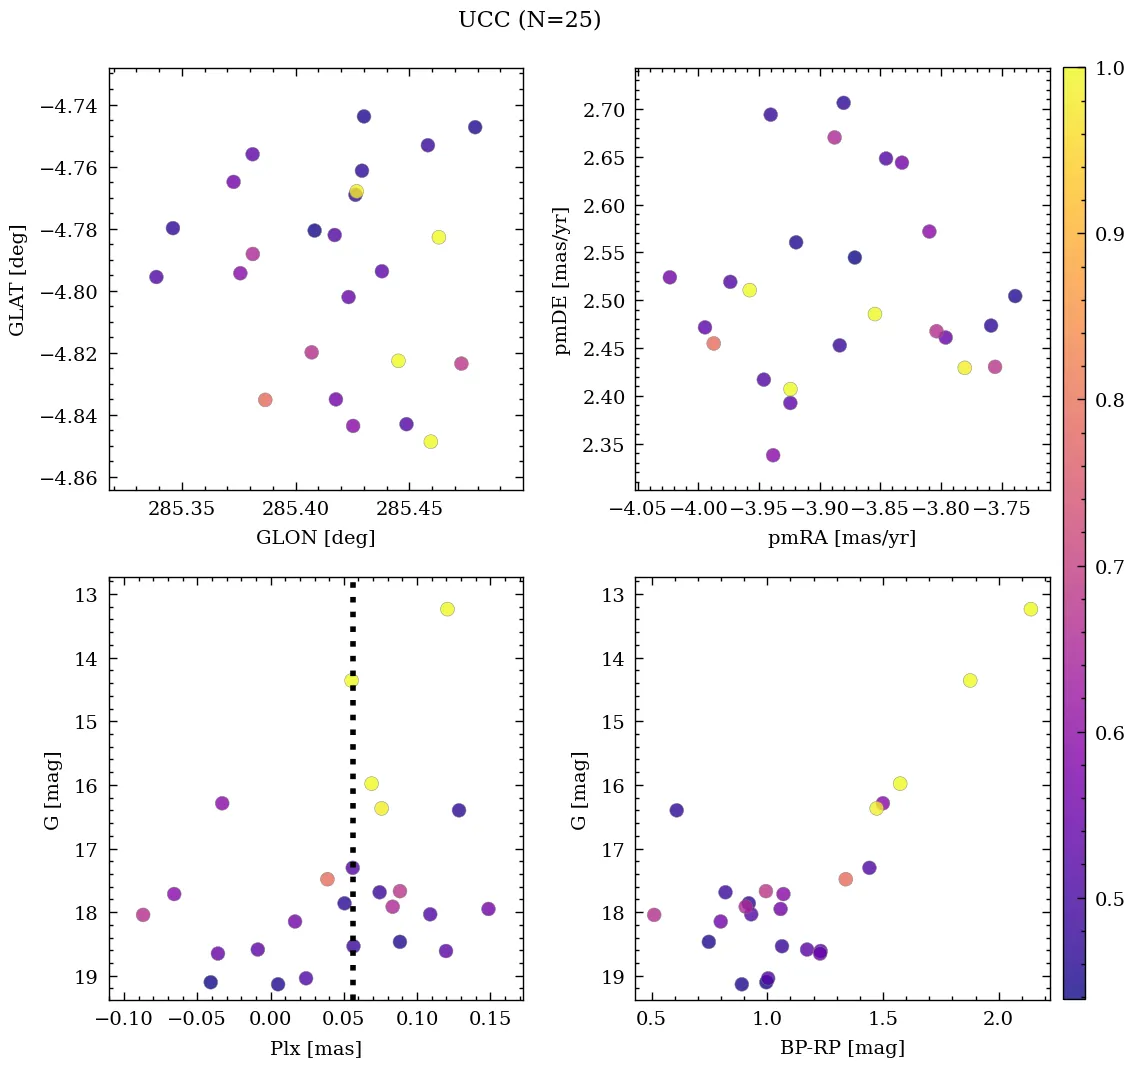 UCC (N=25)
−4.74
−4.76
−4.78
−4.80
−4.82
−4.84
−4.86
GLAT [deg]
285.35 285.40 285.45
GLON [deg]
2.70
2.65
2.60
2.55
2.50
2.45
2.40
2.35
pmDE [mas/yr]
−4.05 −4.00 −3.95 −3.90 −3.85 −3.80 −3.75
pmRA [mas/yr]
13
14
15
16
17
18
19
G [mag]
−0.10 −0.05 0.00 0.05 0.10 0.15
Plx [mas]
13
14
15
16
17
18
19
G [mag]
0.5 1.0 1.5 2.0
BP-RP [mag]
1.0
0.9
0.8
0.7
0.6
0.5